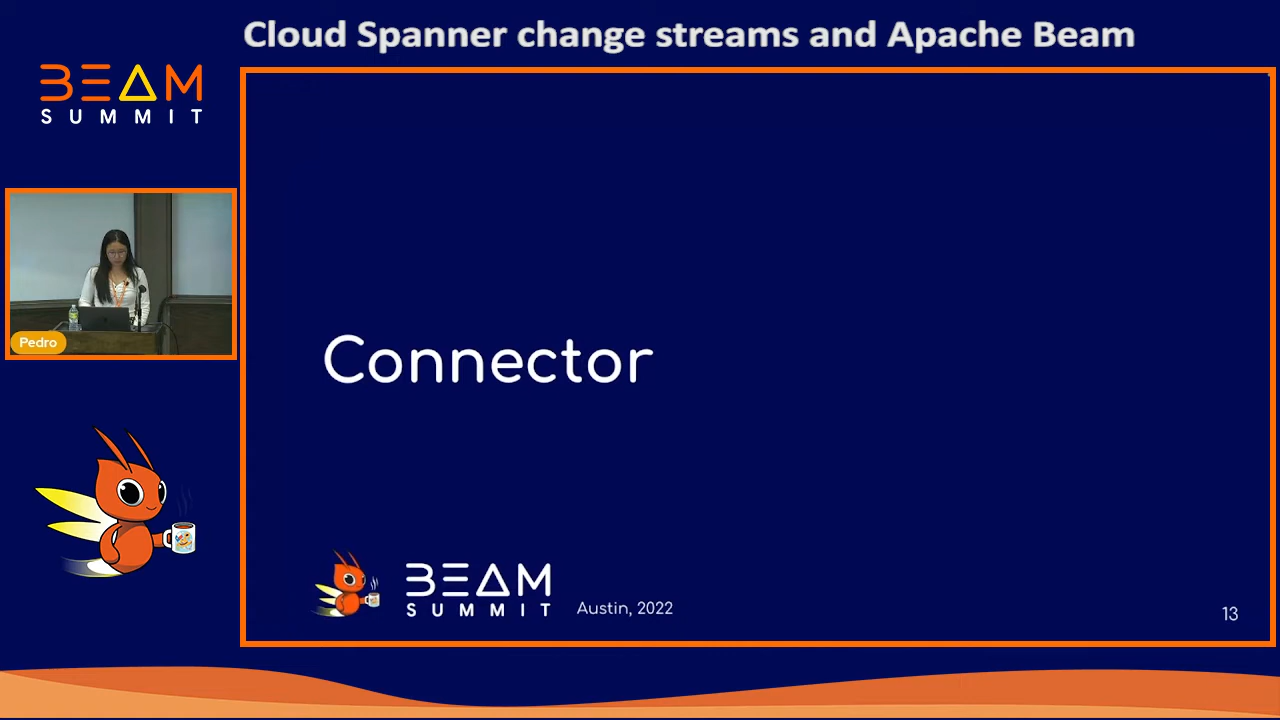 Cloud Spanner change streams and Apache Beam
BEAM
SUMMIT
Pedro
Connector
BEAM
SUMMIT
Austin, 2022
13